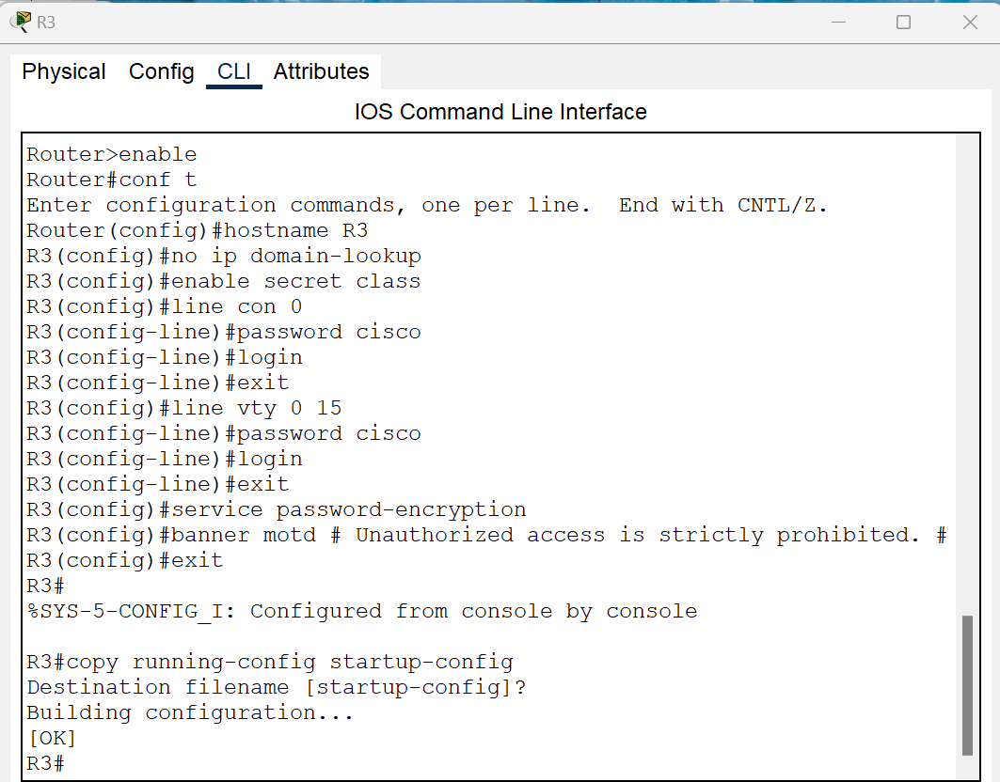 R3
Physical Config CLI Attributes
IOS Command Line Interface
Router>enable
Router#conf t
Enter configuration commands, one per line.  End with CNTL/Z.
Router(config)#hostname R3
R3(config)#no ip domain-lookup
R3(config)#enable secret class
R3(config)#line con 0
R3(config-line)#password cisco
R3(config-line)#login
R3(config-line)#exit
R3(config)#line vty 0 15
R3(config-line)#password cisco
R3(config-line)#login
R3(config-line)#exit
R3(config)#service password-encryption
R3(config)#banner motd # Unauthorized access is strictly prohibited. #
R3(config)#exit
R3#
%SYS-5-CONFIG_I: Configured from console by console
R3#copy running-config startup-config
Destination filename [startup-config]?
Building configuration...
[OK]
R3#